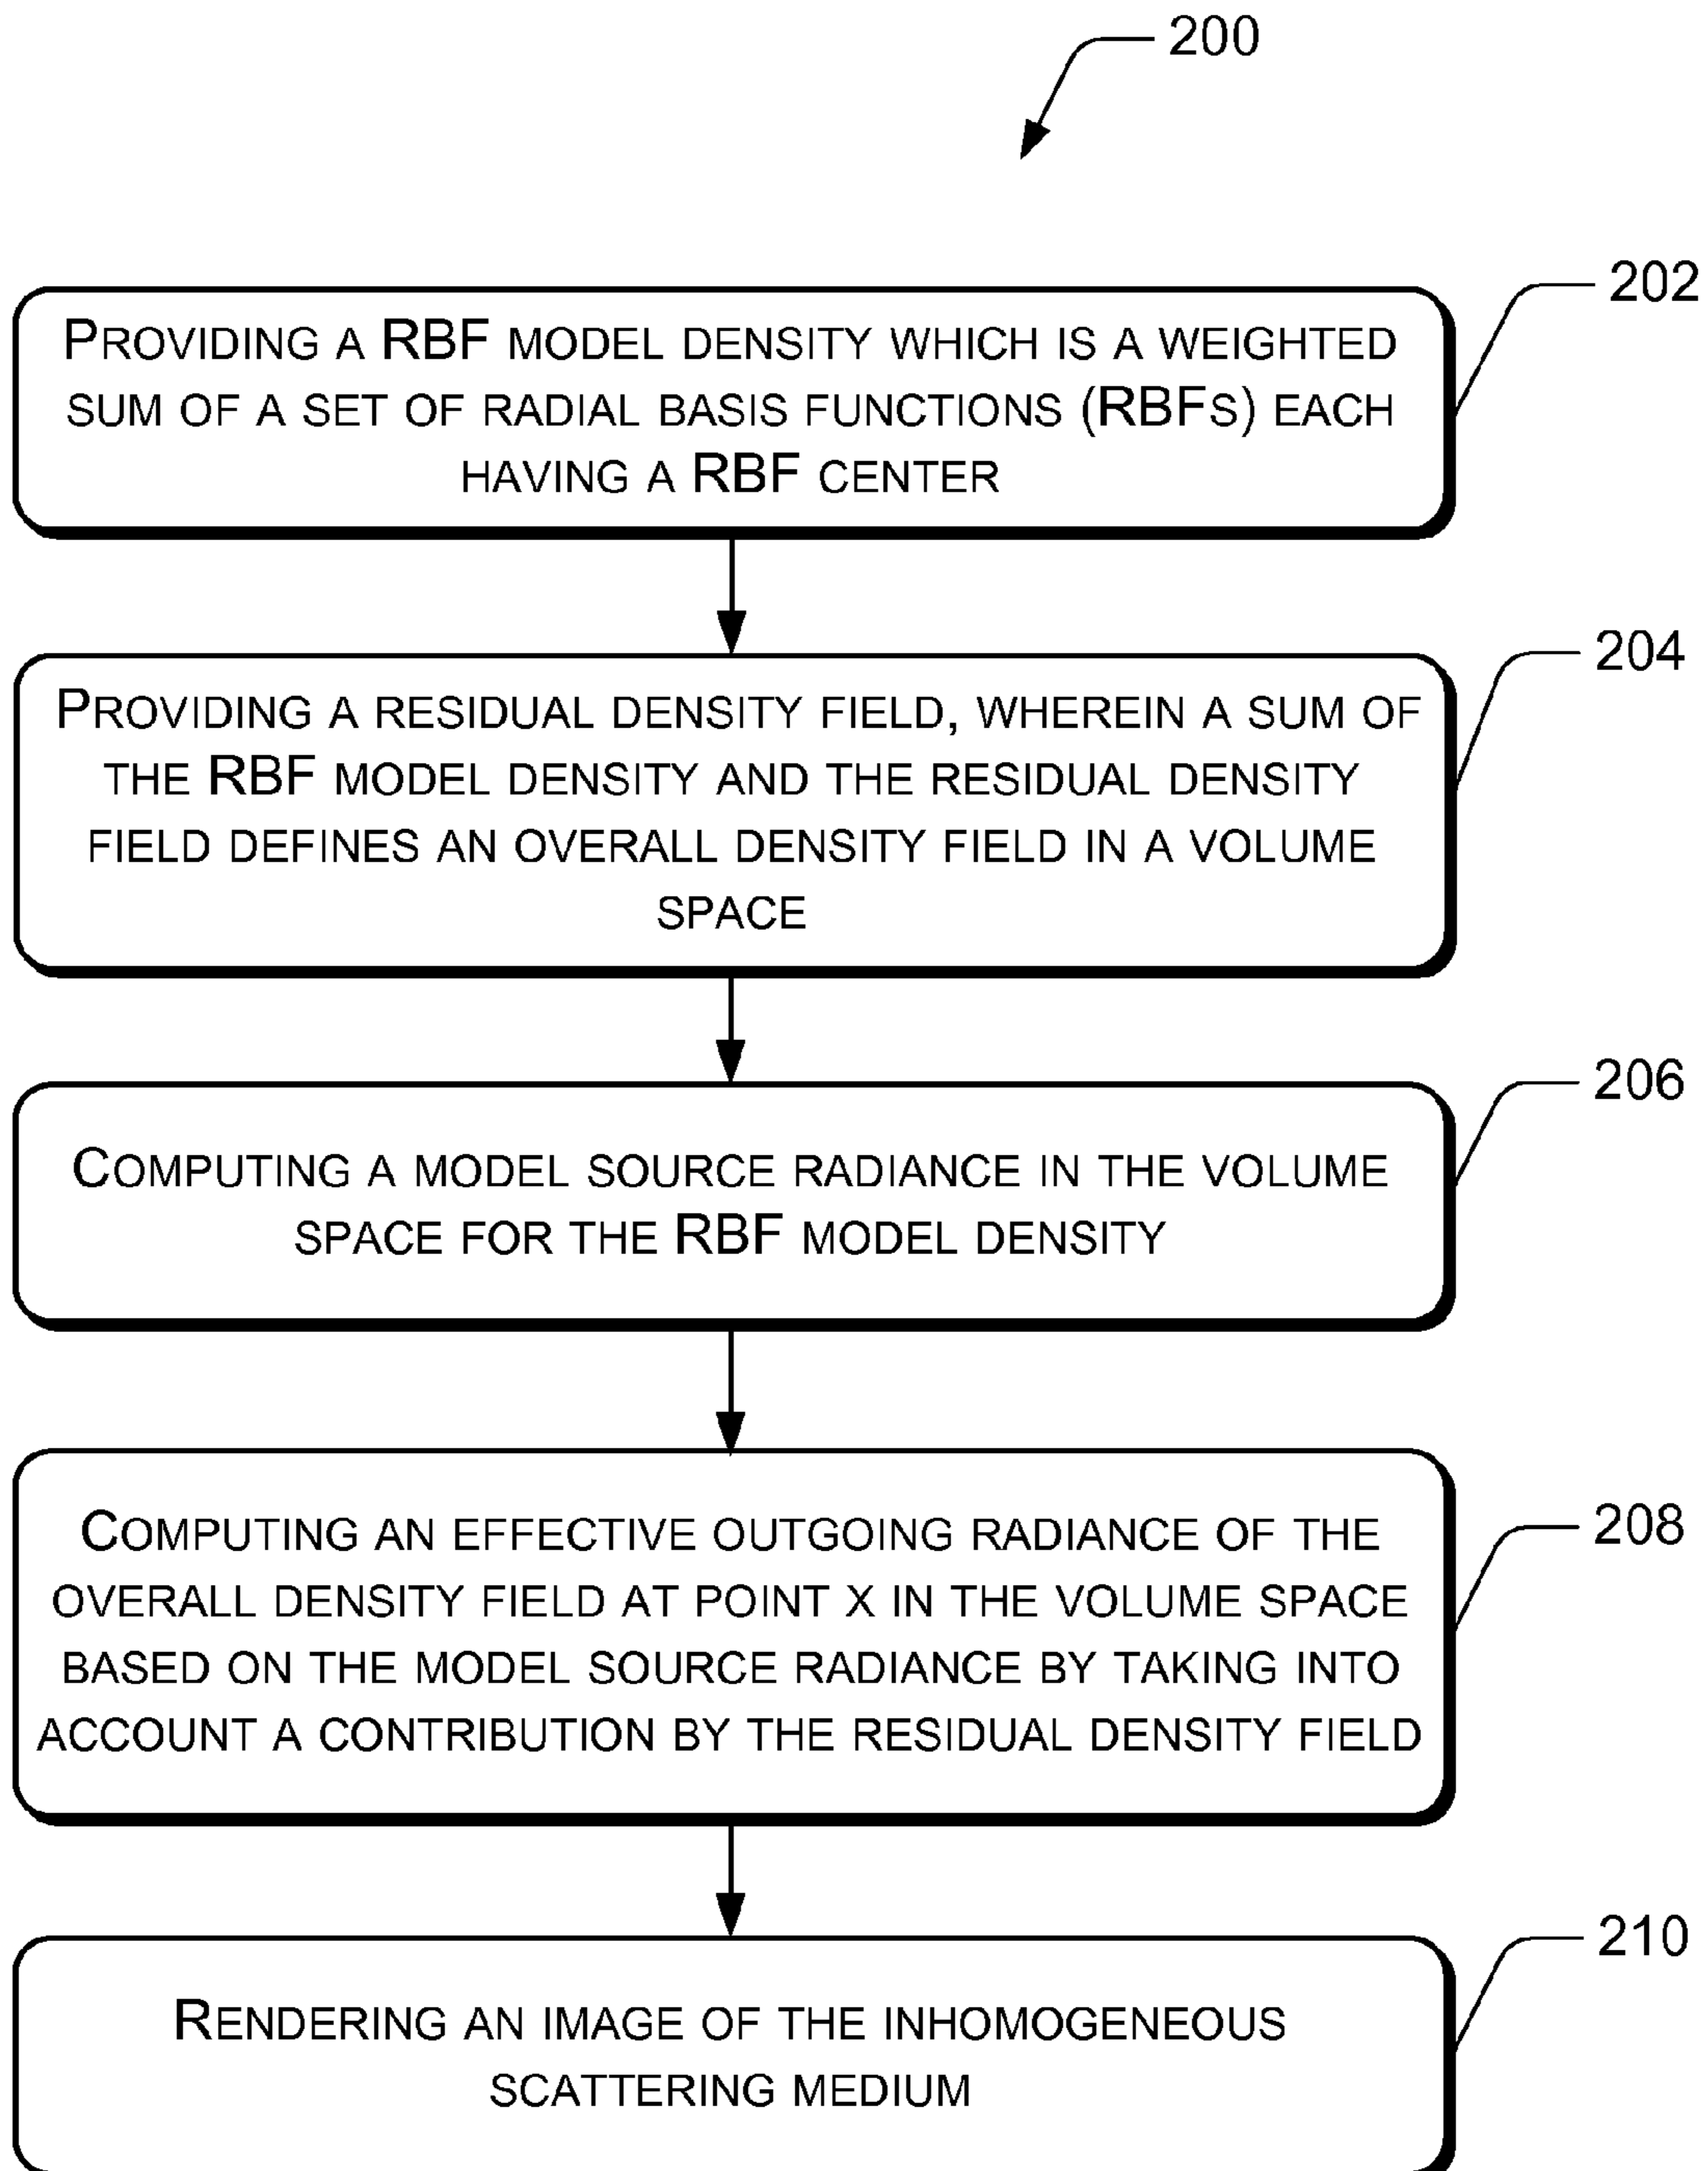 200
202
PROVIDING A RBF MODEL DENSITY WHICH IS A WEIGHTED
SUM OF A SET OF RADIAL BASIS FUNCTIONS (RBFS) EACH
HAVING A RBF CENTER
204
PROVIDING A RESIDUAL DENSITY FIELD, WHEREIN A SUM OF
THE RBF MODEL DENSITY AND THE RESIDUAL DENSITY
FIELD DEFINES AN OVERALL DENSITY FIELD IN A VOLUME
SPACE
206
COMPUTING A MODEL SOURCE RADIANCE IN THE VOLUME
SPACE FOR THE RBF MODEL DENSITY
208
COMPUTING AN EFFECTIVE OUTGOING RADIANCE OF THE
OVERALL DENSITY FIELD AT POINT X IN THE VOLUME SPACE
BASED ON THE MODEL SOURCE RADIANCE BY TAKING INTO
ACCOUNT A CONTRIBUTION BY THE RESIDUAL DENSITY FIELD
210
RENDERING AN IMAGE OF THE INHOMOGENEOUS
SCATTERING MEDIUM